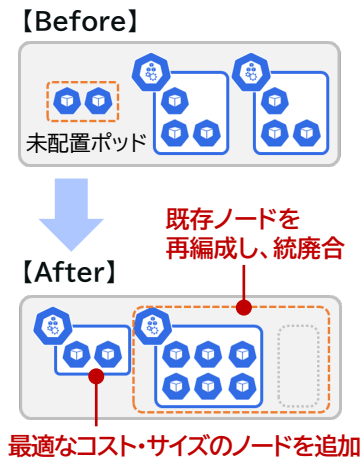 【Before】
未配置ポッド
既存ノードを
再編成し、統廃合
【After】
最適なコスト・サイズのノードを追加